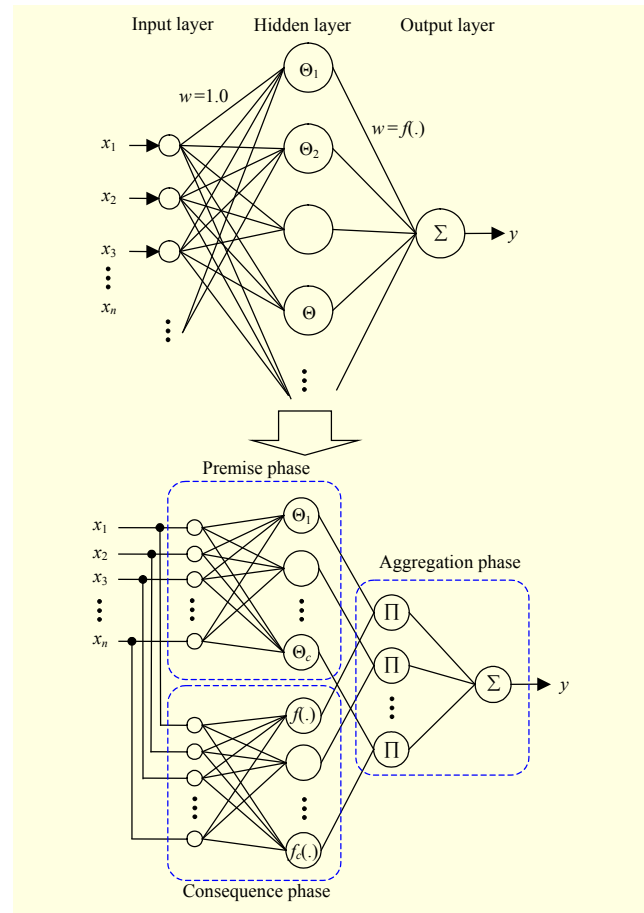 Input layer Hidden layer Output layer
Θ1
w=1.0
w=f(.)
x1
Θ2
x2
x3
Σ
y
xn
Θ
Premise phase
x1
Θ1
x2
x3
Aggregation phase
Π
xn
Θc
Π
Σ
y
f(.)
Π
fc(.)
Consequence phase